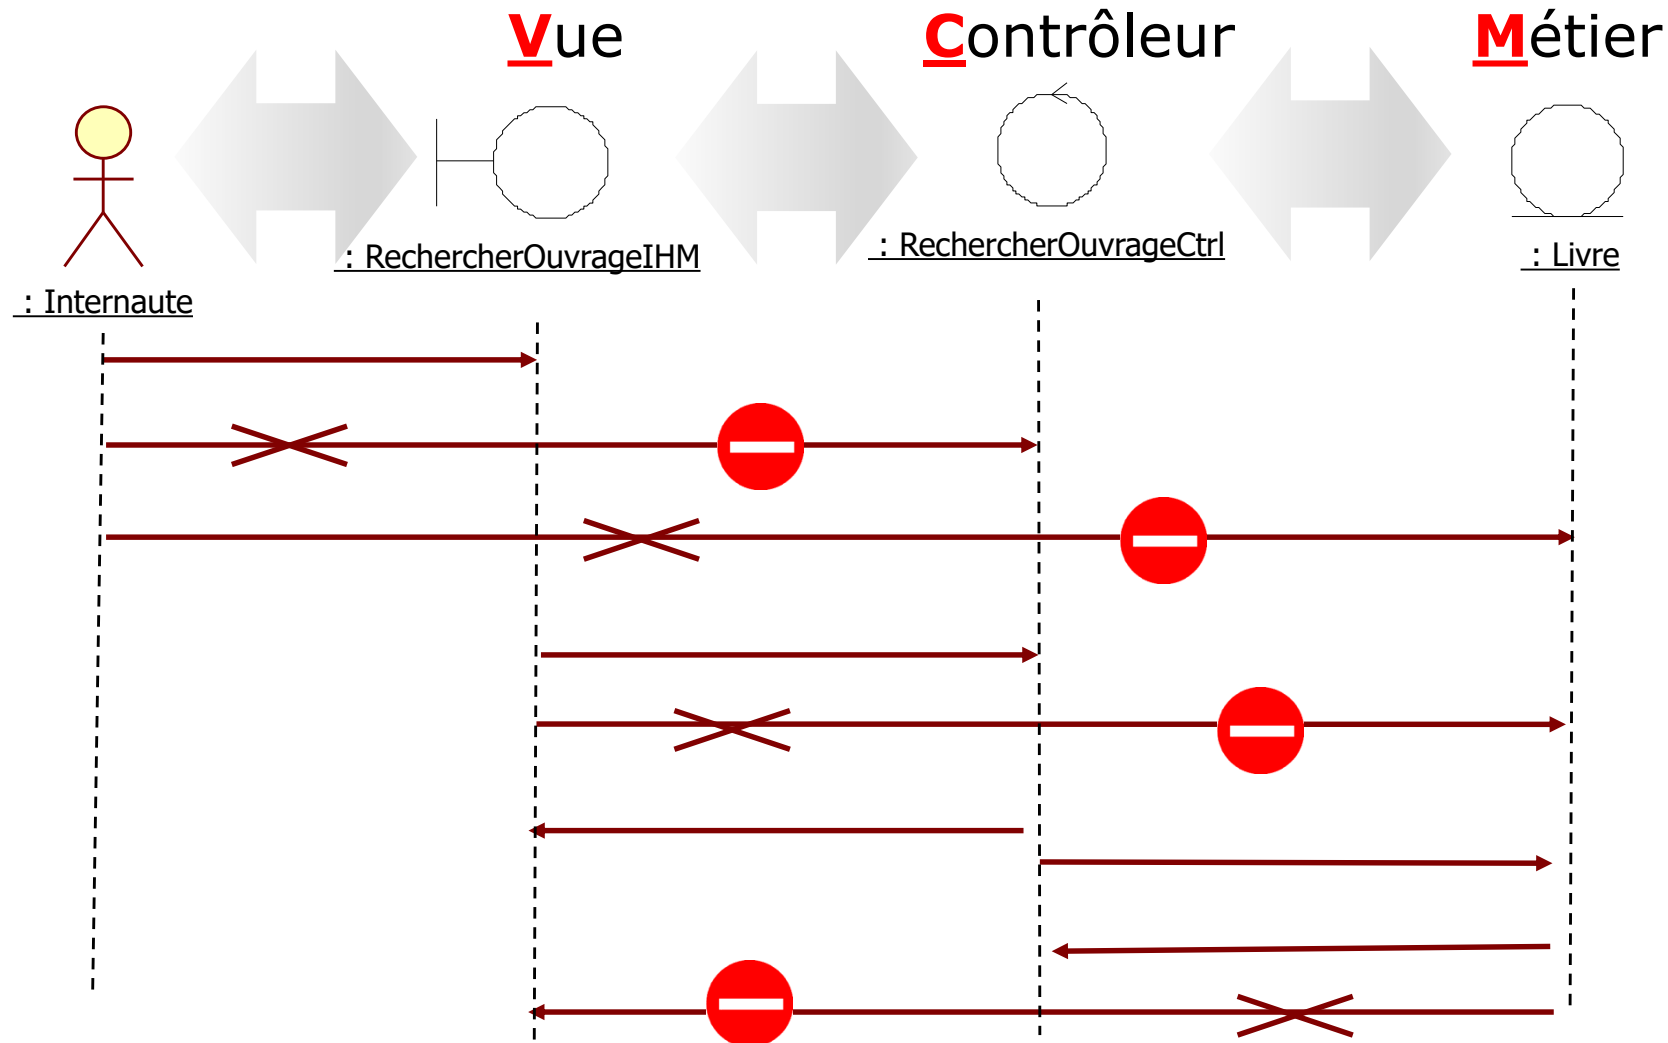 Vue
Contrôleur
Métier
: RechercherOuvrageIHM
: RechercherOuvrageCtrl
: Livre
: Internaute